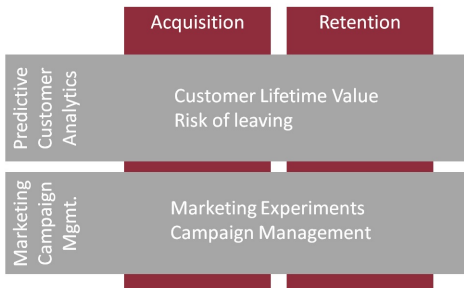 Acquisition
Retention
Predictive
Customer
Analytics
Customer Lifetime Value
Risk of leaving
Marketing
Campaign
Mgmt.
Marketing Experiments
Campaign Management